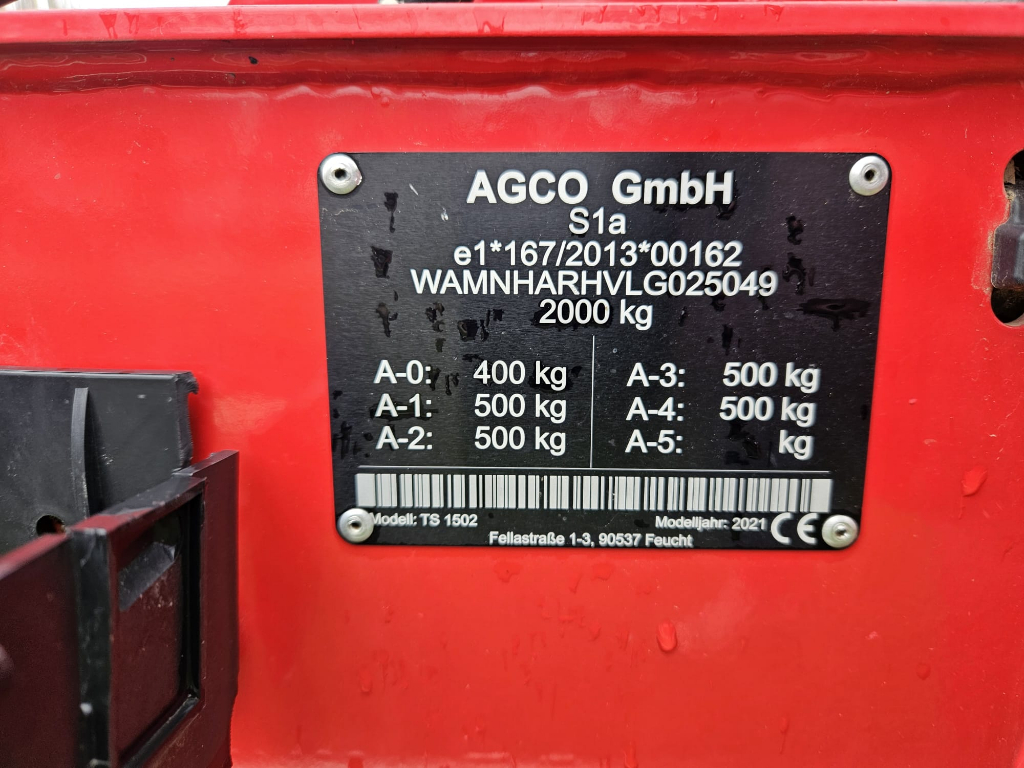 AGCO GmbH
S1a
e1*167/2013*00162
WAMNHARHVLG025049
2000 kg
A-0: 400 kg A-3: 500 kg
A-1: 500 kg A-4: 500 kg
A-2: 500 kg A-5: kg
Modell: TS 1502 Modelljahr: 2021 CE
Fellastraße 1-3, 90537 Feucht